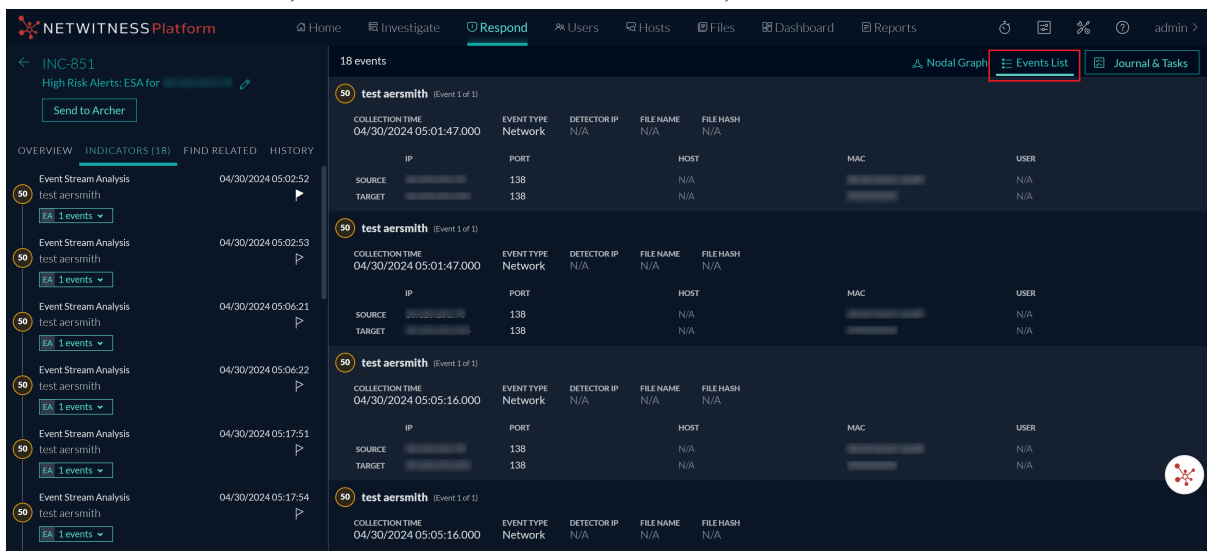 NETWITNESS Platform
Home Investigate Respond Users Hosts Files Dashboard Reports admin >
INC-851
High Risk Alerts: ESA for
Send to Archer
OVERVIEW INDICATORS (18) FIND RELATED HISTORY
Event Stream Analysis 04/30/2024 05:02:52
50 test aersmith
EA 1 events
Event Stream Analysis 04/30/2024 05:02:53
50 test aersmith
EA 1 events
Event Stream Analysis 04/30/2024 05:06:21
50 test aersmith
EA 1 events
Event Stream Analysis 04/30/2024 05:06:22
50 test aersmith
EA 1 events
Event Stream Analysis 04/30/2024 05:17:51
50 test aersmith
EA 1 events
Event Stream Analysis 04/30/2024 05:17:54
50 test aersmith
EA 1 events
18 events Nodal Graph Events List Journal & Tasks
50 test aersmith (Event 1 of 1)
COLLECTION TIME EVENT TYPE DETECTOR IP FILE NAME FILE HASH
04/30/2024 05:01:47.000 Network N/A N/A N/A
IP PORT HOST MAC USER
SOURCE 138 N/A N/A
TARGET 138 N/A N/A
50 test aersmith (Event 1 of 1)
COLLECTION TIME EVENT TYPE DETECTOR IP FILE NAME FILE HASH
04/30/2024 05:01:47.000 Network N/A N/A N/A
IP PORT HOST MAC USER
SOURCE 138 N/A N/A
TARGET 138 N/A N/A
50 test aersmith (Event 1 of 1)
COLLECTION TIME EVENT TYPE DETECTOR IP FILE NAME FILE HASH
04/30/2024 05:05:16.000 Network N/A N/A N/A
IP PORT HOST MAC USER
SOURCE 138 N/A N/A
TARGET 138 N/A N/A
50 test aersmith (Event 1 of 1)
COLLECTION TIME EVENT TYPE DETECTOR IP FILE NAME FILE HASH
04/30/2024 05:05:16.000 Network N/A N/A N/A